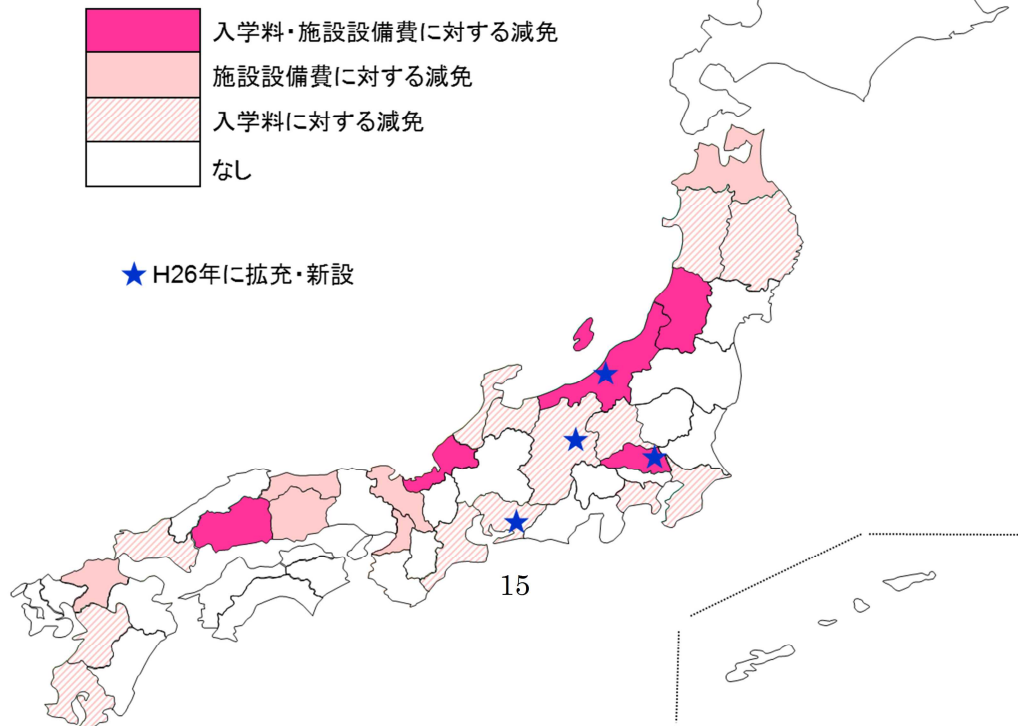 入学料・施設設備費に対する減免
施設設備費に対する減免
入学料に対する減免
なし
★H26年に拡充・新設
15